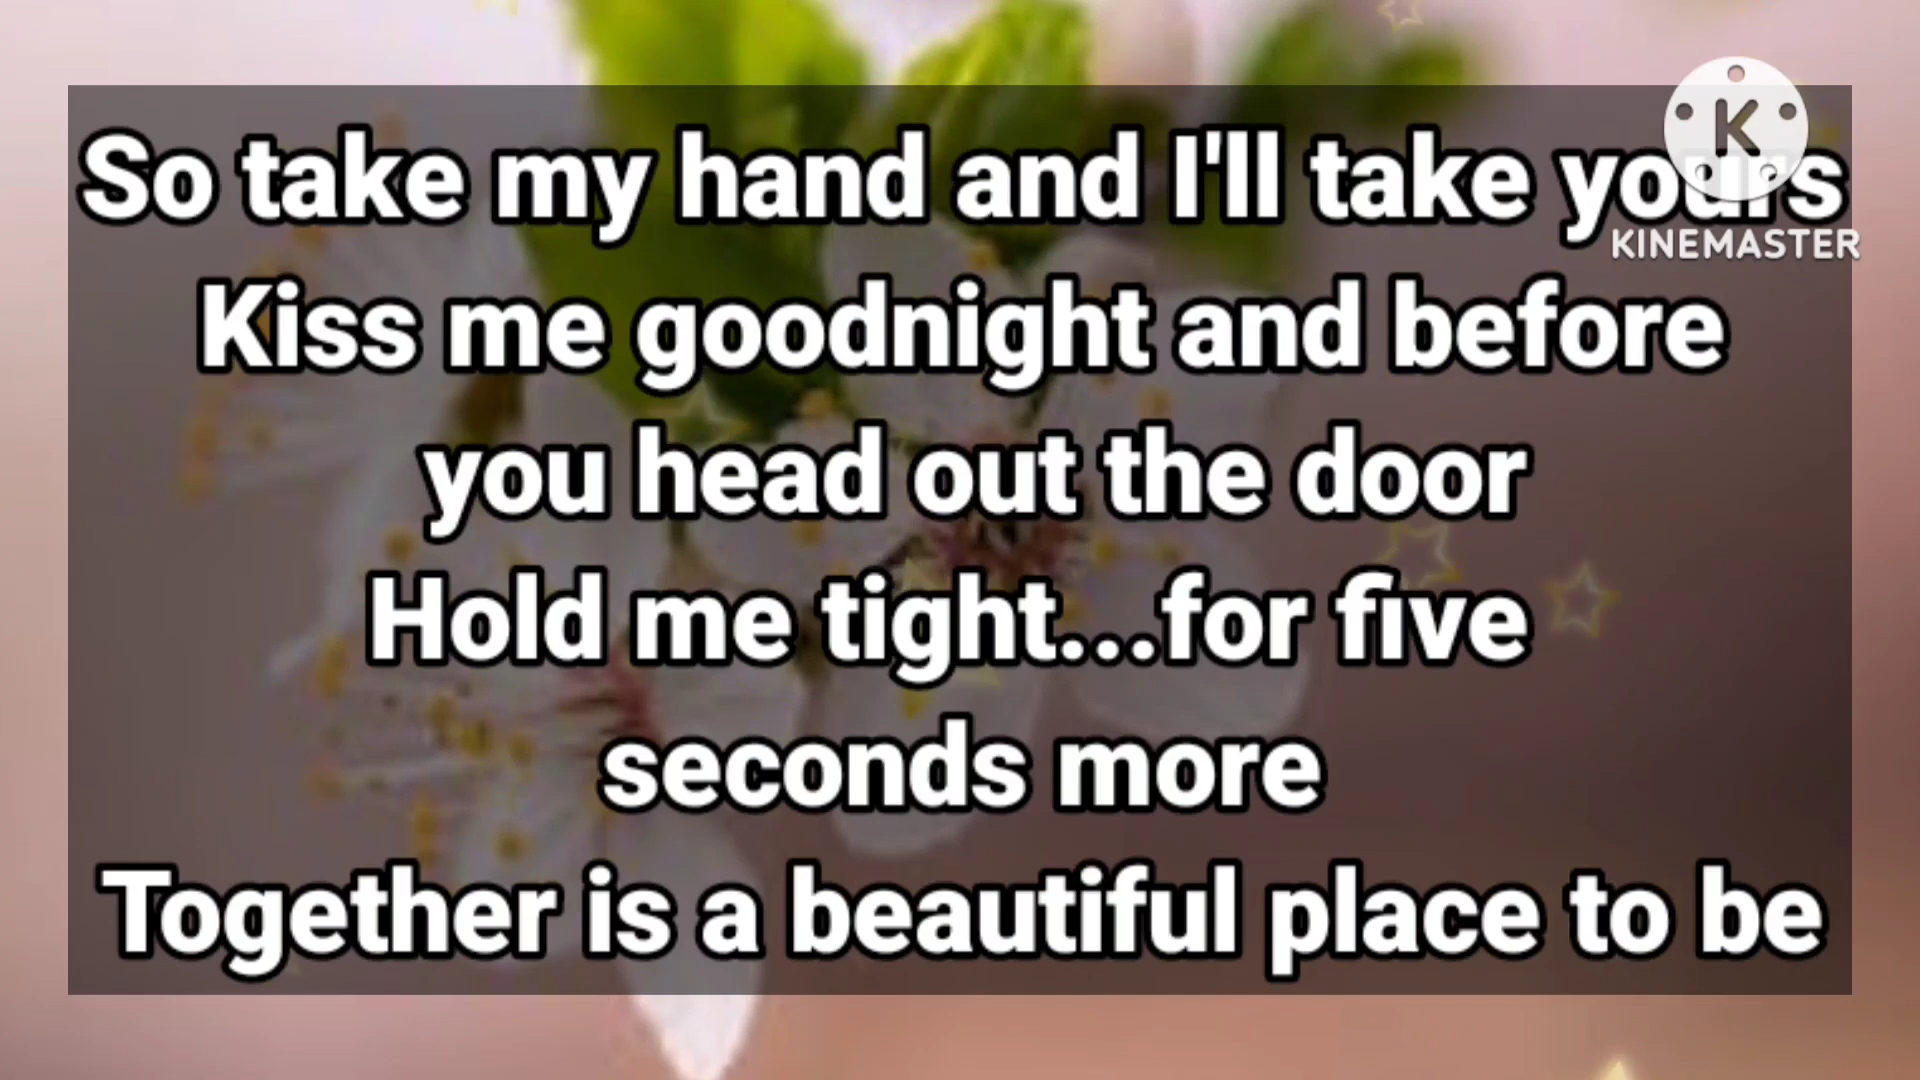 So take my hand and I'll take yours
Kiss me goodnight and before
you head out the door
Hold me tight...for five
seconds more
Together is a beautiful place to be
K
KINEMASTER